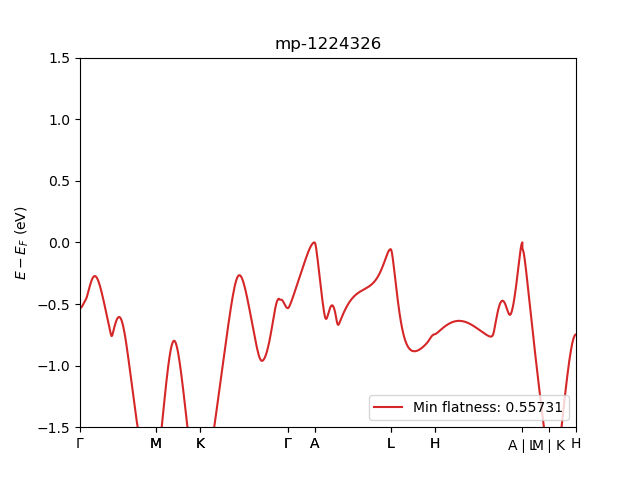 mp-1224326
1.5
1.0
0.5
0.0
−0.5
−1.0
−1.5
E − E_F (eV)
Min flatness: 0.55731
Γ M K Γ A L H A | L M | K H